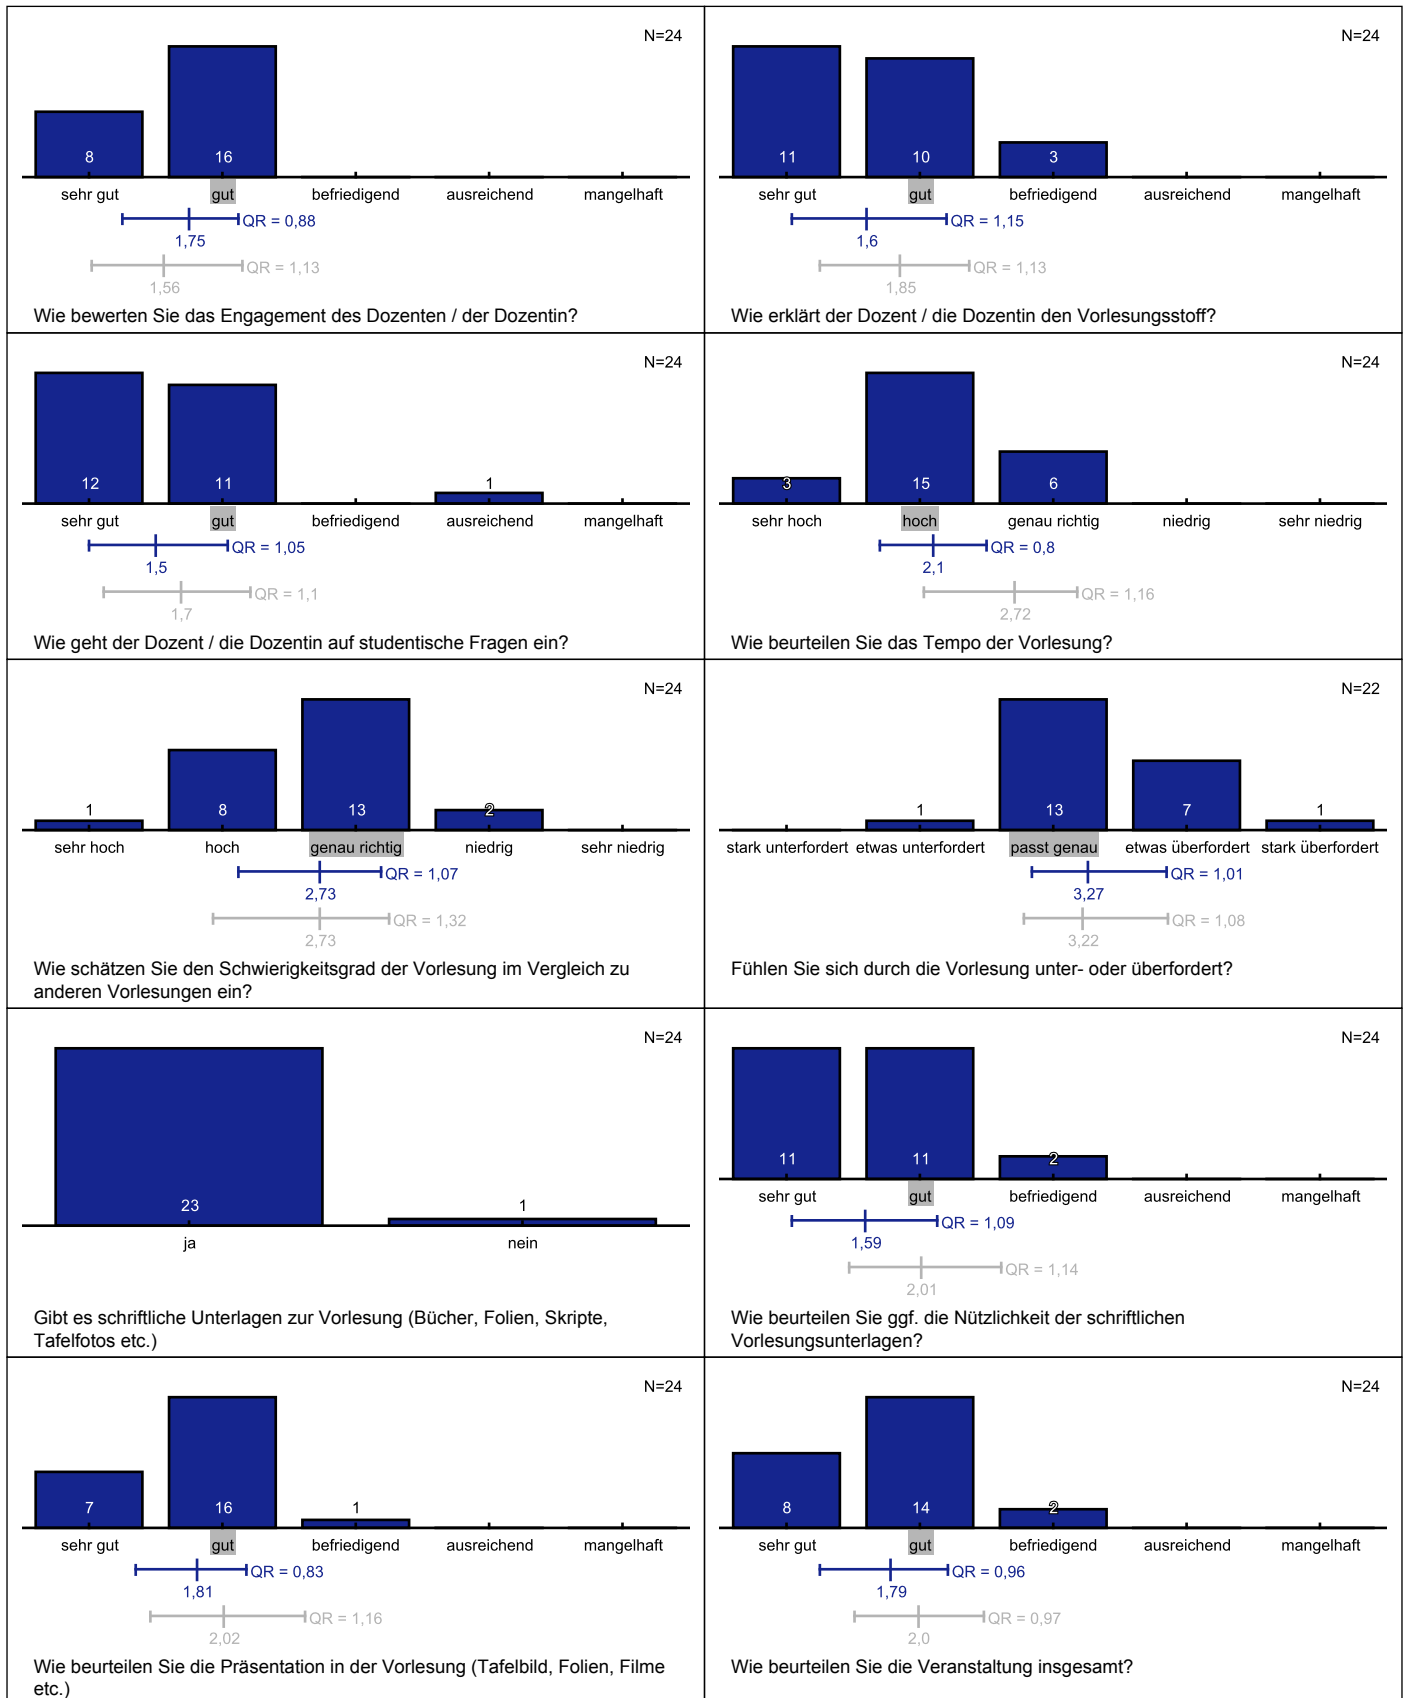 N=24
8
16
sehr gut
gut
befriedigend
ausreichend
mangelhaft
QR = 0,88
1,75
QR = 1,13
1,56
Wie bewerten Sie das Engagement des Dozenten / der Dozentin?
N=24
11
10
3
sehr gut
gut
befriedigend
ausreichend
mangelhaft
QR = 1,15
1,6
QR = 1,13
1,85
Wie erklärt der Dozent / die Dozentin den Vorlesungsstoff?
N=24
12
11
1
sehr gut
gut
befriedigend
ausreichend
mangelhaft
QR = 1,05
1,5
QR = 1,1
1,7
Wie geht der Dozent / die Dozentin auf studentische Fragen ein?
N=24
3
15
6
sehr hoch
hoch
genau richtig
niedrig
sehr niedrig
QR = 0,8
2,1
QR = 1,16
2,72
Wie beurteilen Sie das Tempo der Vorlesung?
N=24
1
8
13
2
sehr hoch
hoch
genau richtig
niedrig
sehr niedrig
QR = 1,07
2,73
QR = 1,32
2,73
Wie schätzen Sie den Schwierigkeitsgrad der Vorlesung im Vergleich zu
anderen Vorlesungen ein?
N=22
1
13
7
1
stark unterfordert
etwas unterfordert
passt genau
etwas überfordert
stark überfordert
QR = 1,01
3,27
QR = 1,08
3,22
Fühlen Sie sich durch die Vorlesung unter- oder überfordert?
N=24
23
1
ja
nein
Gibt es schriftliche Unterlagen zur Vorlesung (Bücher, Folien, Skripte,
Tafelfotos etc.)
N=24
11
11
2
sehr gut
gut
befriedigend
ausreichend
mangelhaft
QR = 1,09
1,59
QR = 1,14
2,01
Wie beurteilen Sie ggf. die Nützlichkeit der schriftlichen
Vorlesungsunterlagen?
N=24
7
16
1
sehr gut
gut
befriedigend
ausreichend
mangelhaft
QR = 0,83
1,81
QR = 1,16
2,02
Wie beurteilen Sie die Präsentation in der Vorlesung (Tafelbild, Folien, Filme
etc.)
N=24
8
14
2
sehr gut
gut
befriedigend
ausreichend
mangelhaft
QR = 0,96
1,79
QR = 0,97
2,0
Wie beurteilen Sie die Veranstaltung insgesamt?